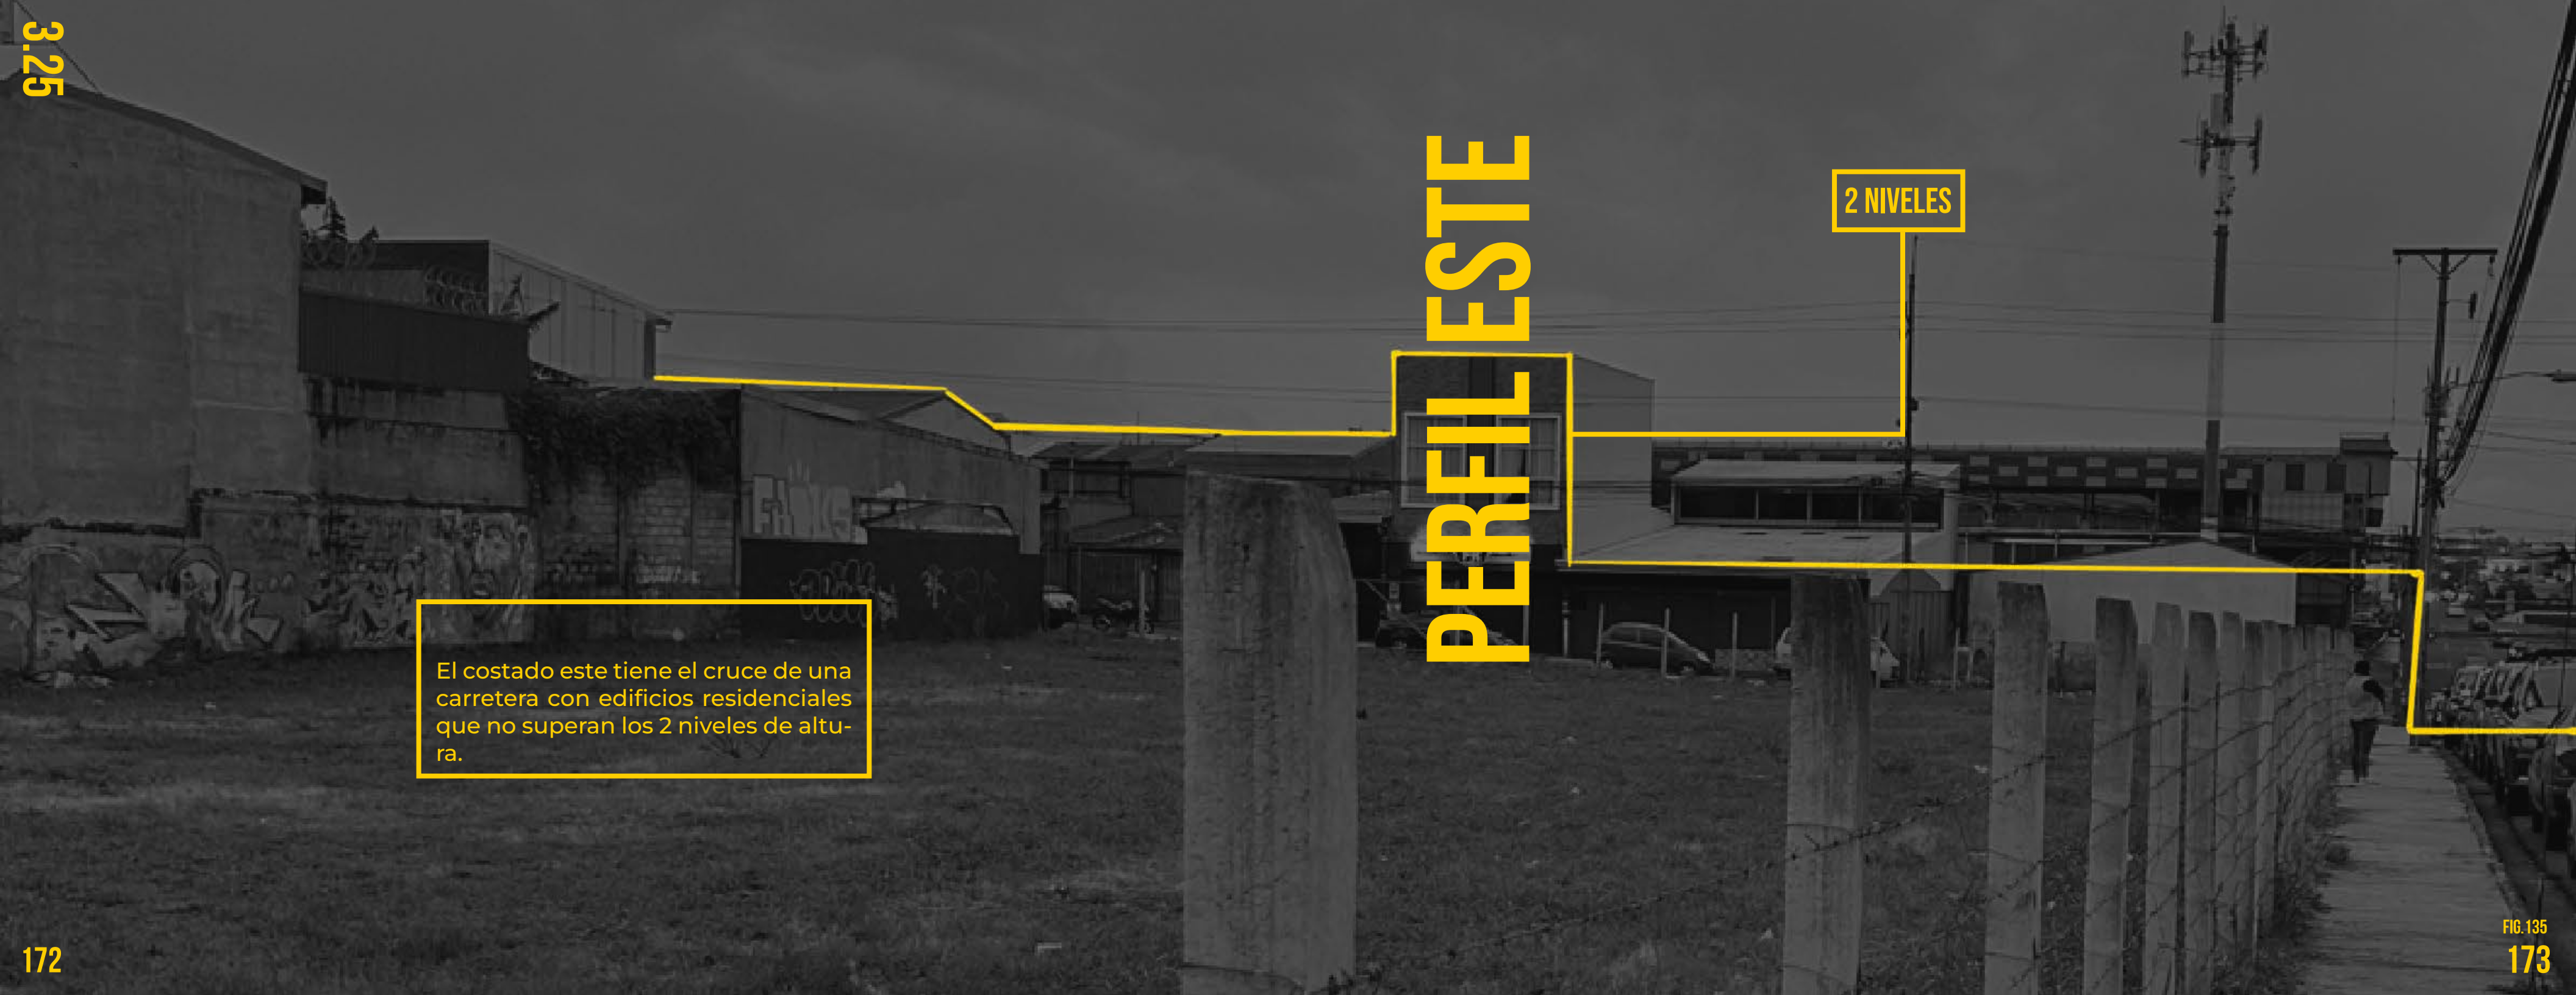 3.25
PERFIL ESTE
2 NIVELES
El costado este tiene el cruce de una
carretera con edificios residenciales
que no superan los 2 niveles de altu-
ra.
172
FIG.135
173